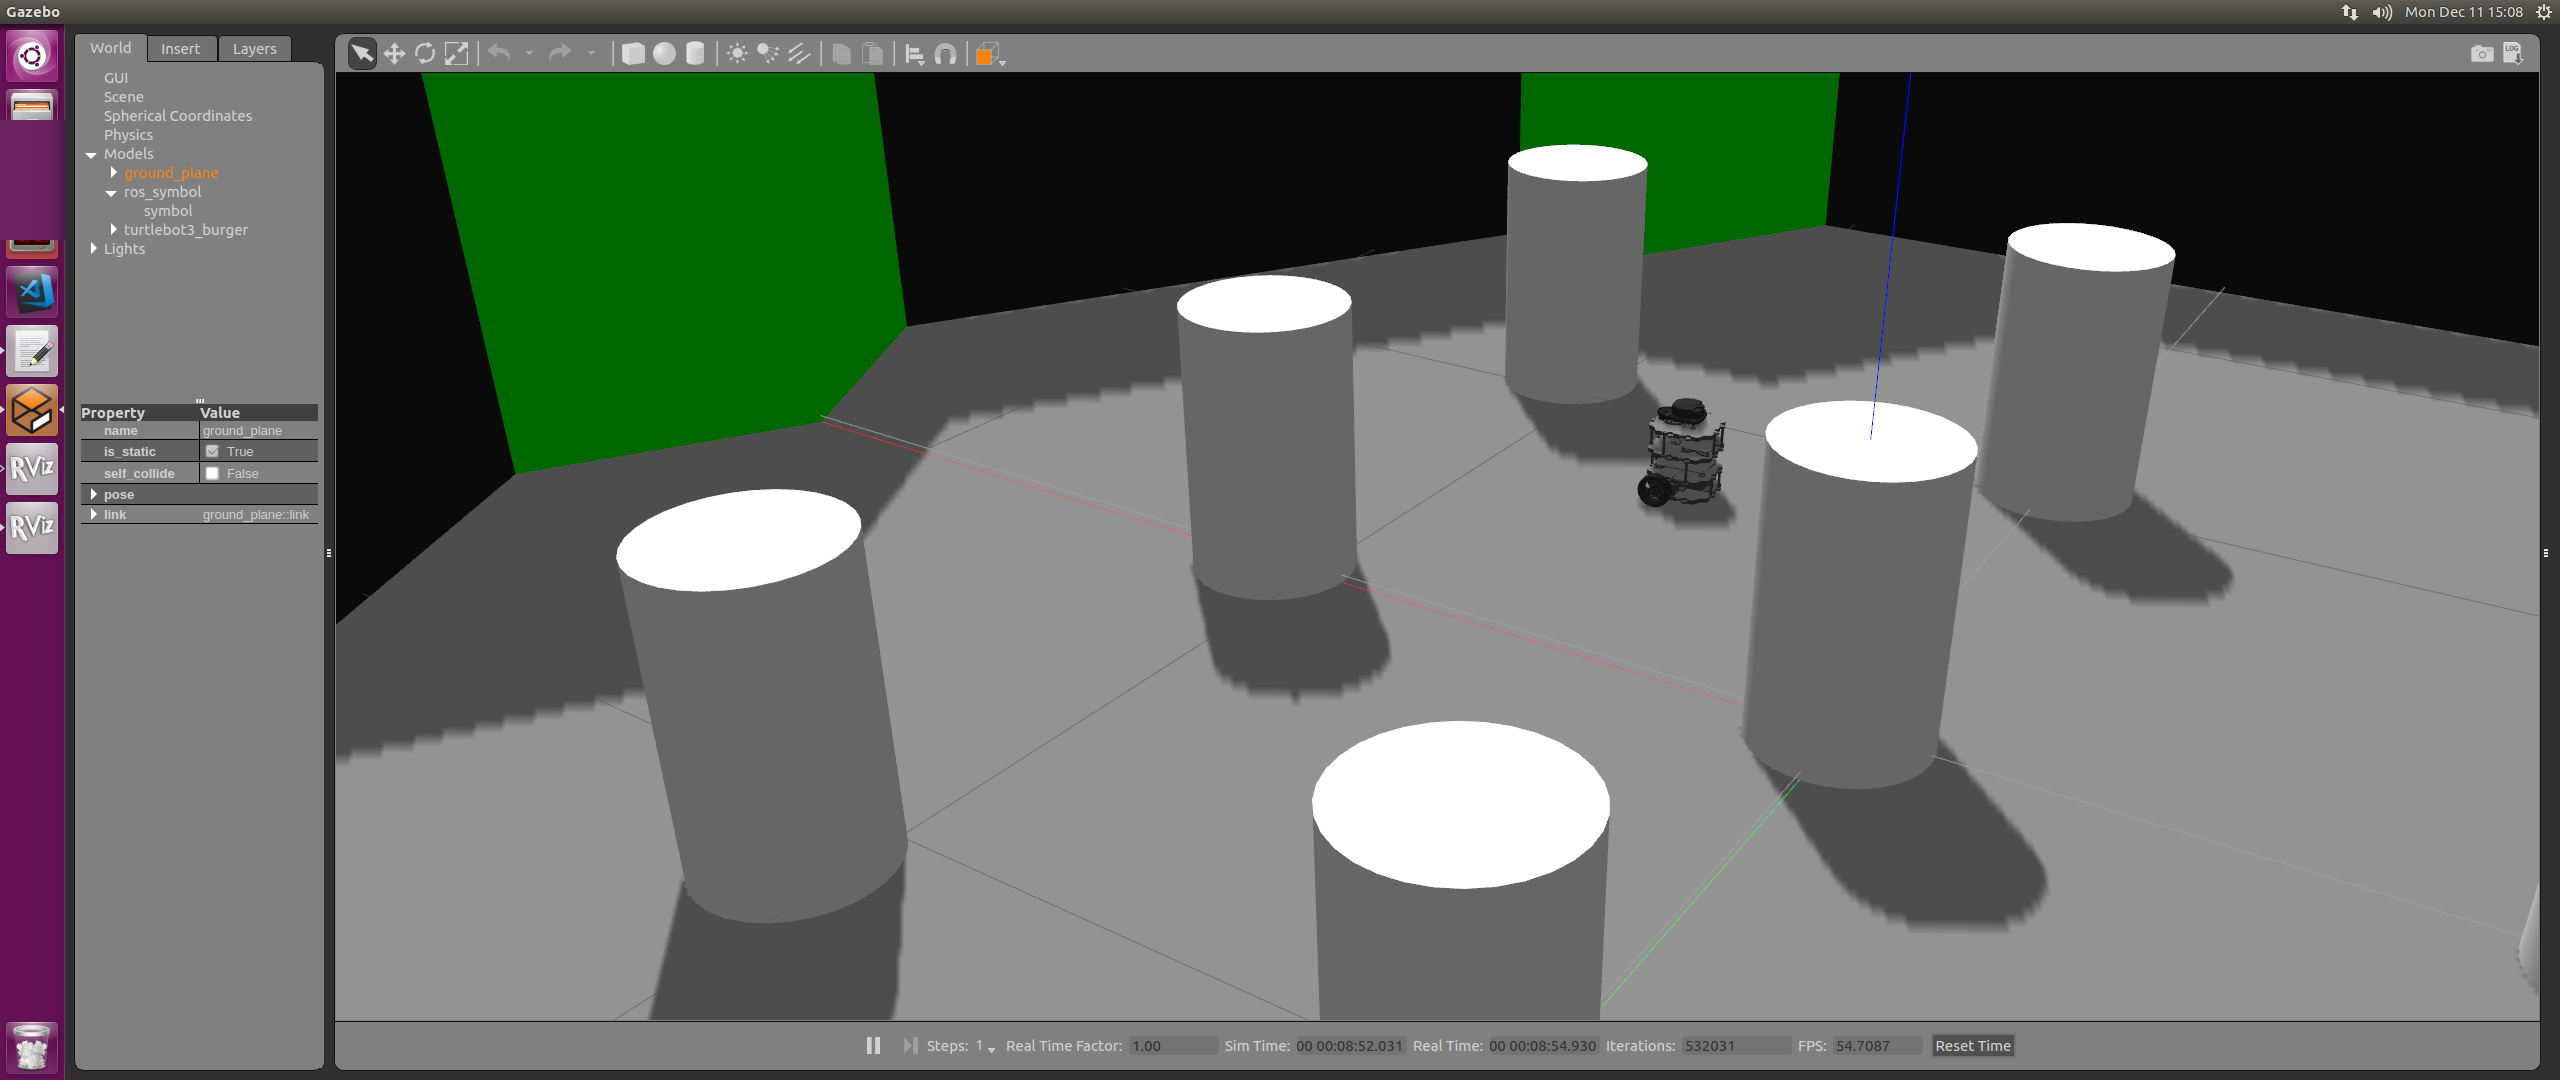 Gazebo
Mon Dec 11 15:08
World Insert Layers
GUI
Scene
Spherical Coordinates
Physics
Models
ground_plane
ros_symbol
symbol
turtlebot3_burger
Lights
Property Value
name ground_plane
is_static True
self_collide False
pose
link ground_plane::link
RViz
RViz
LOG
Steps: 1 Real Time Factor: 1.00 Sim Time: 00 00:08:52.031 Real Time: 00 00:08:54.930 Iterations: 532031 FPS: 54.7087 Reset Time